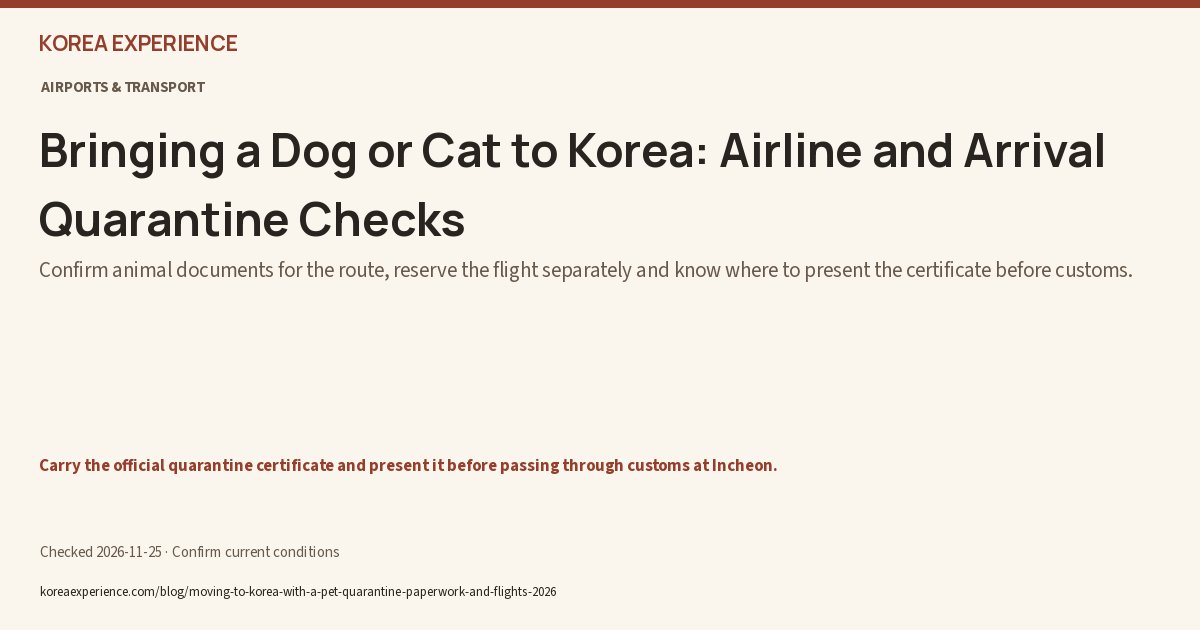 KOREA EXPERIENCE
AIRPORTS & TRANSPORT
Bringing a Dog or Cat to Korea: Airline and Arrival
Quarantine Checks
Confirm animal documents for the route, reserve the flight separately and know where to present the certificate before customs.
Carry the official quarantine certificate and present it before passing through customs at Incheon.
Checked 2026-11-25 · Confirm current conditions
koreaexperience.com/blog/moving-to-korea-with-a-pet-quarantine-paperwork-and-flights-2026